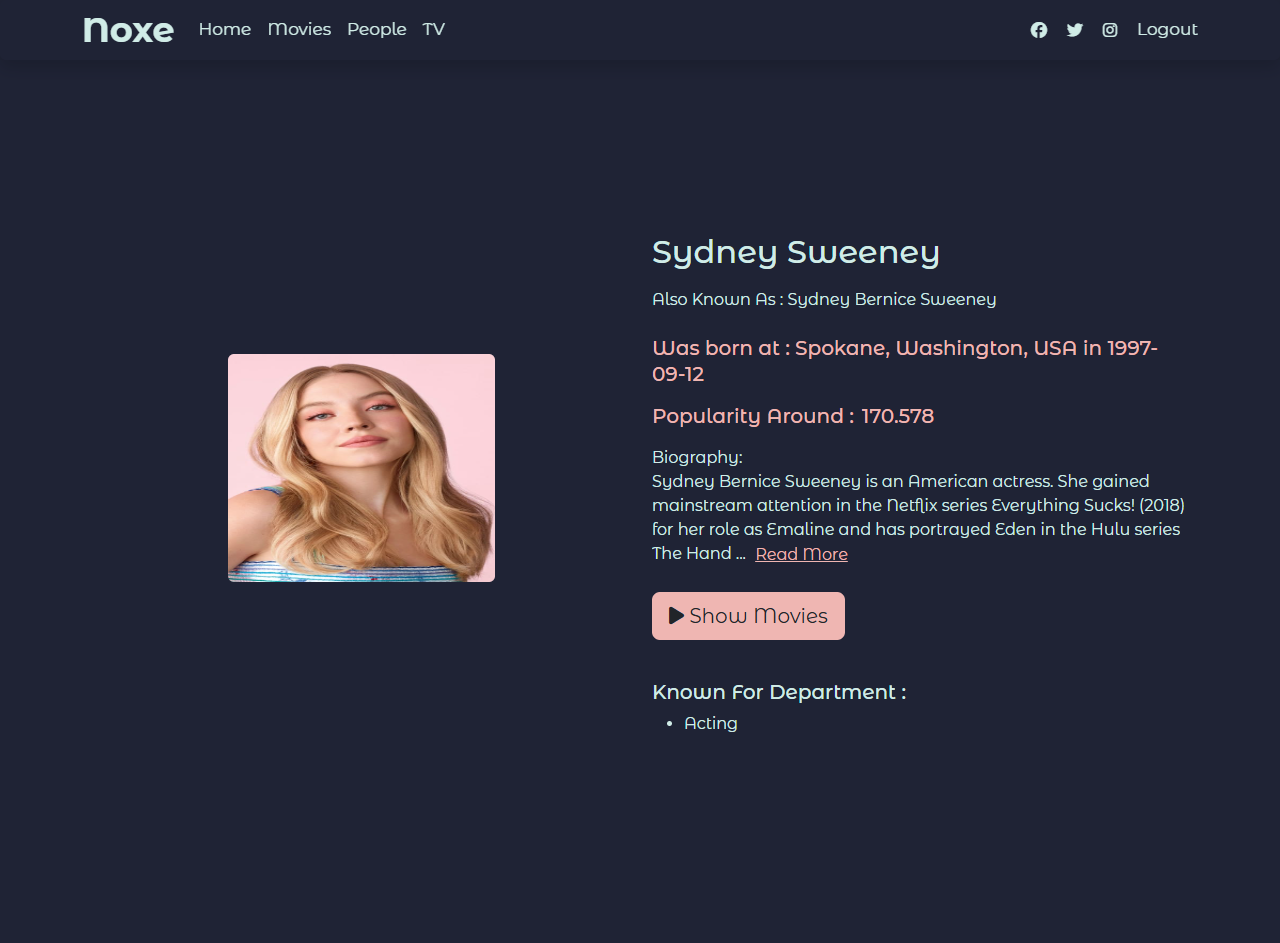 Noxe Home Movies People TV Logout
Sydney Sweeney
Also Known As : Sydney Bernice Sweeney
Was born at : Spokane, Washington, USA in 1997-
09-12
Popularity Around : 170.578
Biography:
Sydney Bernice Sweeney is an American actress. She gained
mainstream attention in the Netflix series Everything Sucks! (2018)
for her role as Emaline and has portrayed Eden in the Hulu series
The Hand ... Read More
Show Movies
Known For Department :
• Acting